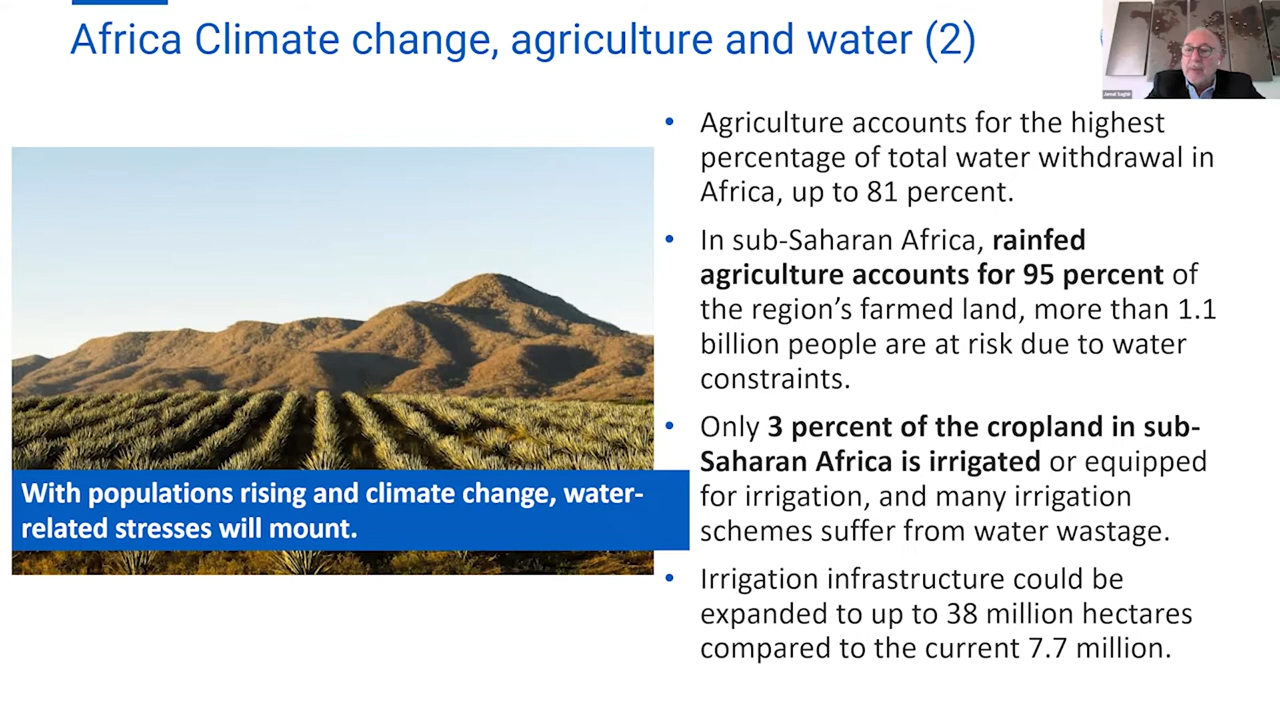 Africa Climate change, agriculture and water (2)
Jamal Saghir
• Agriculture accounts for the highest
percentage of total water withdrawal in
Africa, up to 81 percent.
• In sub-Saharan Africa, rainfed
agriculture accounts for 95 percent of
the region’s farmed land, more than 1.1
billion people are at risk due to water
constraints.
• Only 3 percent of the cropland in sub-
Saharan Africa is irrigated or equipped
for irrigation, and many irrigation
schemes suffer from water wastage.
• Irrigation infrastructure could be
expanded to up to 38 million hectares
compared to the current 7.7 million.
With populations rising and climate change, water-
related stresses will mount.